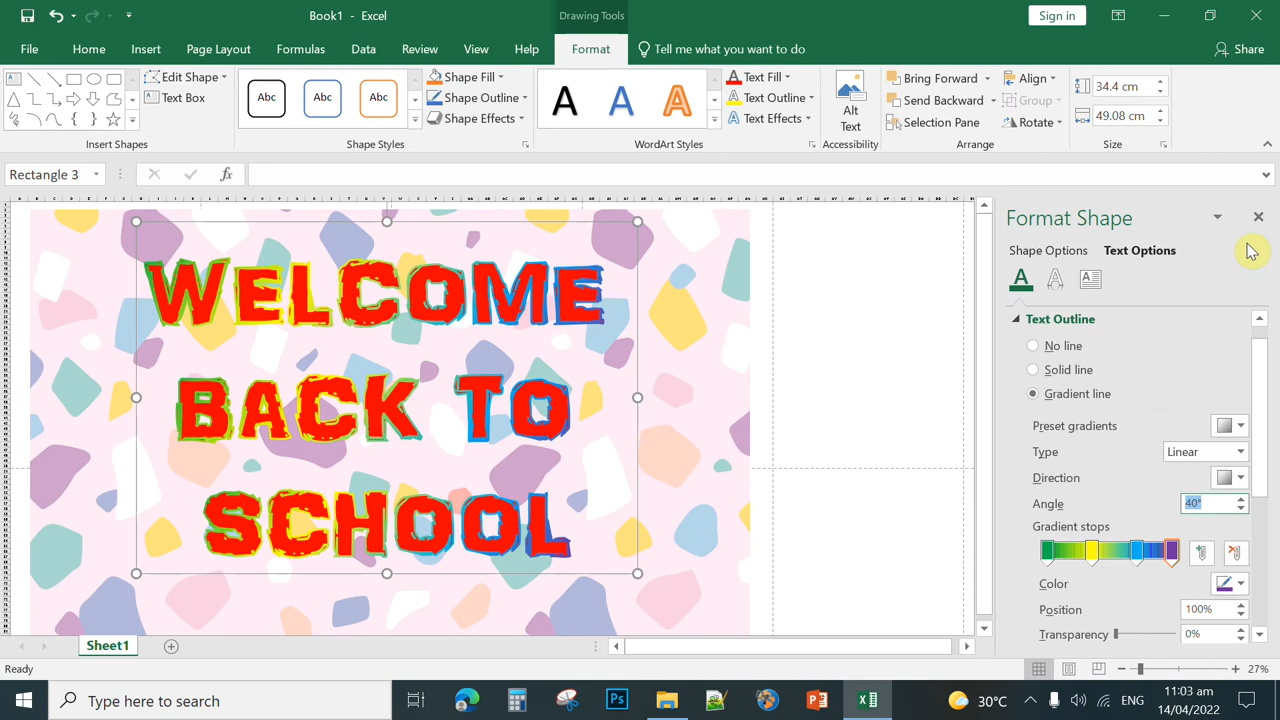 Book1 - Excel
Drawing Tools
Sign in
File Home Insert Page Layout Formulas Data Review View Help Format Tell me what you want to do Share
Edit Shape
Text Box
Insert Shapes
Abc Abc Abc
Shape Fill
Shape Outline
Shape Effects
Shape Styles
A A A
Text Fill
Text Outline
Text Effects
WordArt Styles
Alt
Text
Accessibility
Bring Forward
Send Backward
Selection Pane
Align
Group
Rotate
Arrange
34.4 cm
49.08 cm
Size
Rectangle 3
fx
WELCOME
BACK TO
SCHOOL
Format Shape
Shape Options Text Options
Text Outline
No line
Solid line
Gradient line
Preset gradients
Type Linear
Direction
Angle 40°
Gradient stops
Color
Position 100%
Transparency 0%
Sheet1
Ready
27%
Type here to search
30°C
ENG
11:03 am
14/04/2022